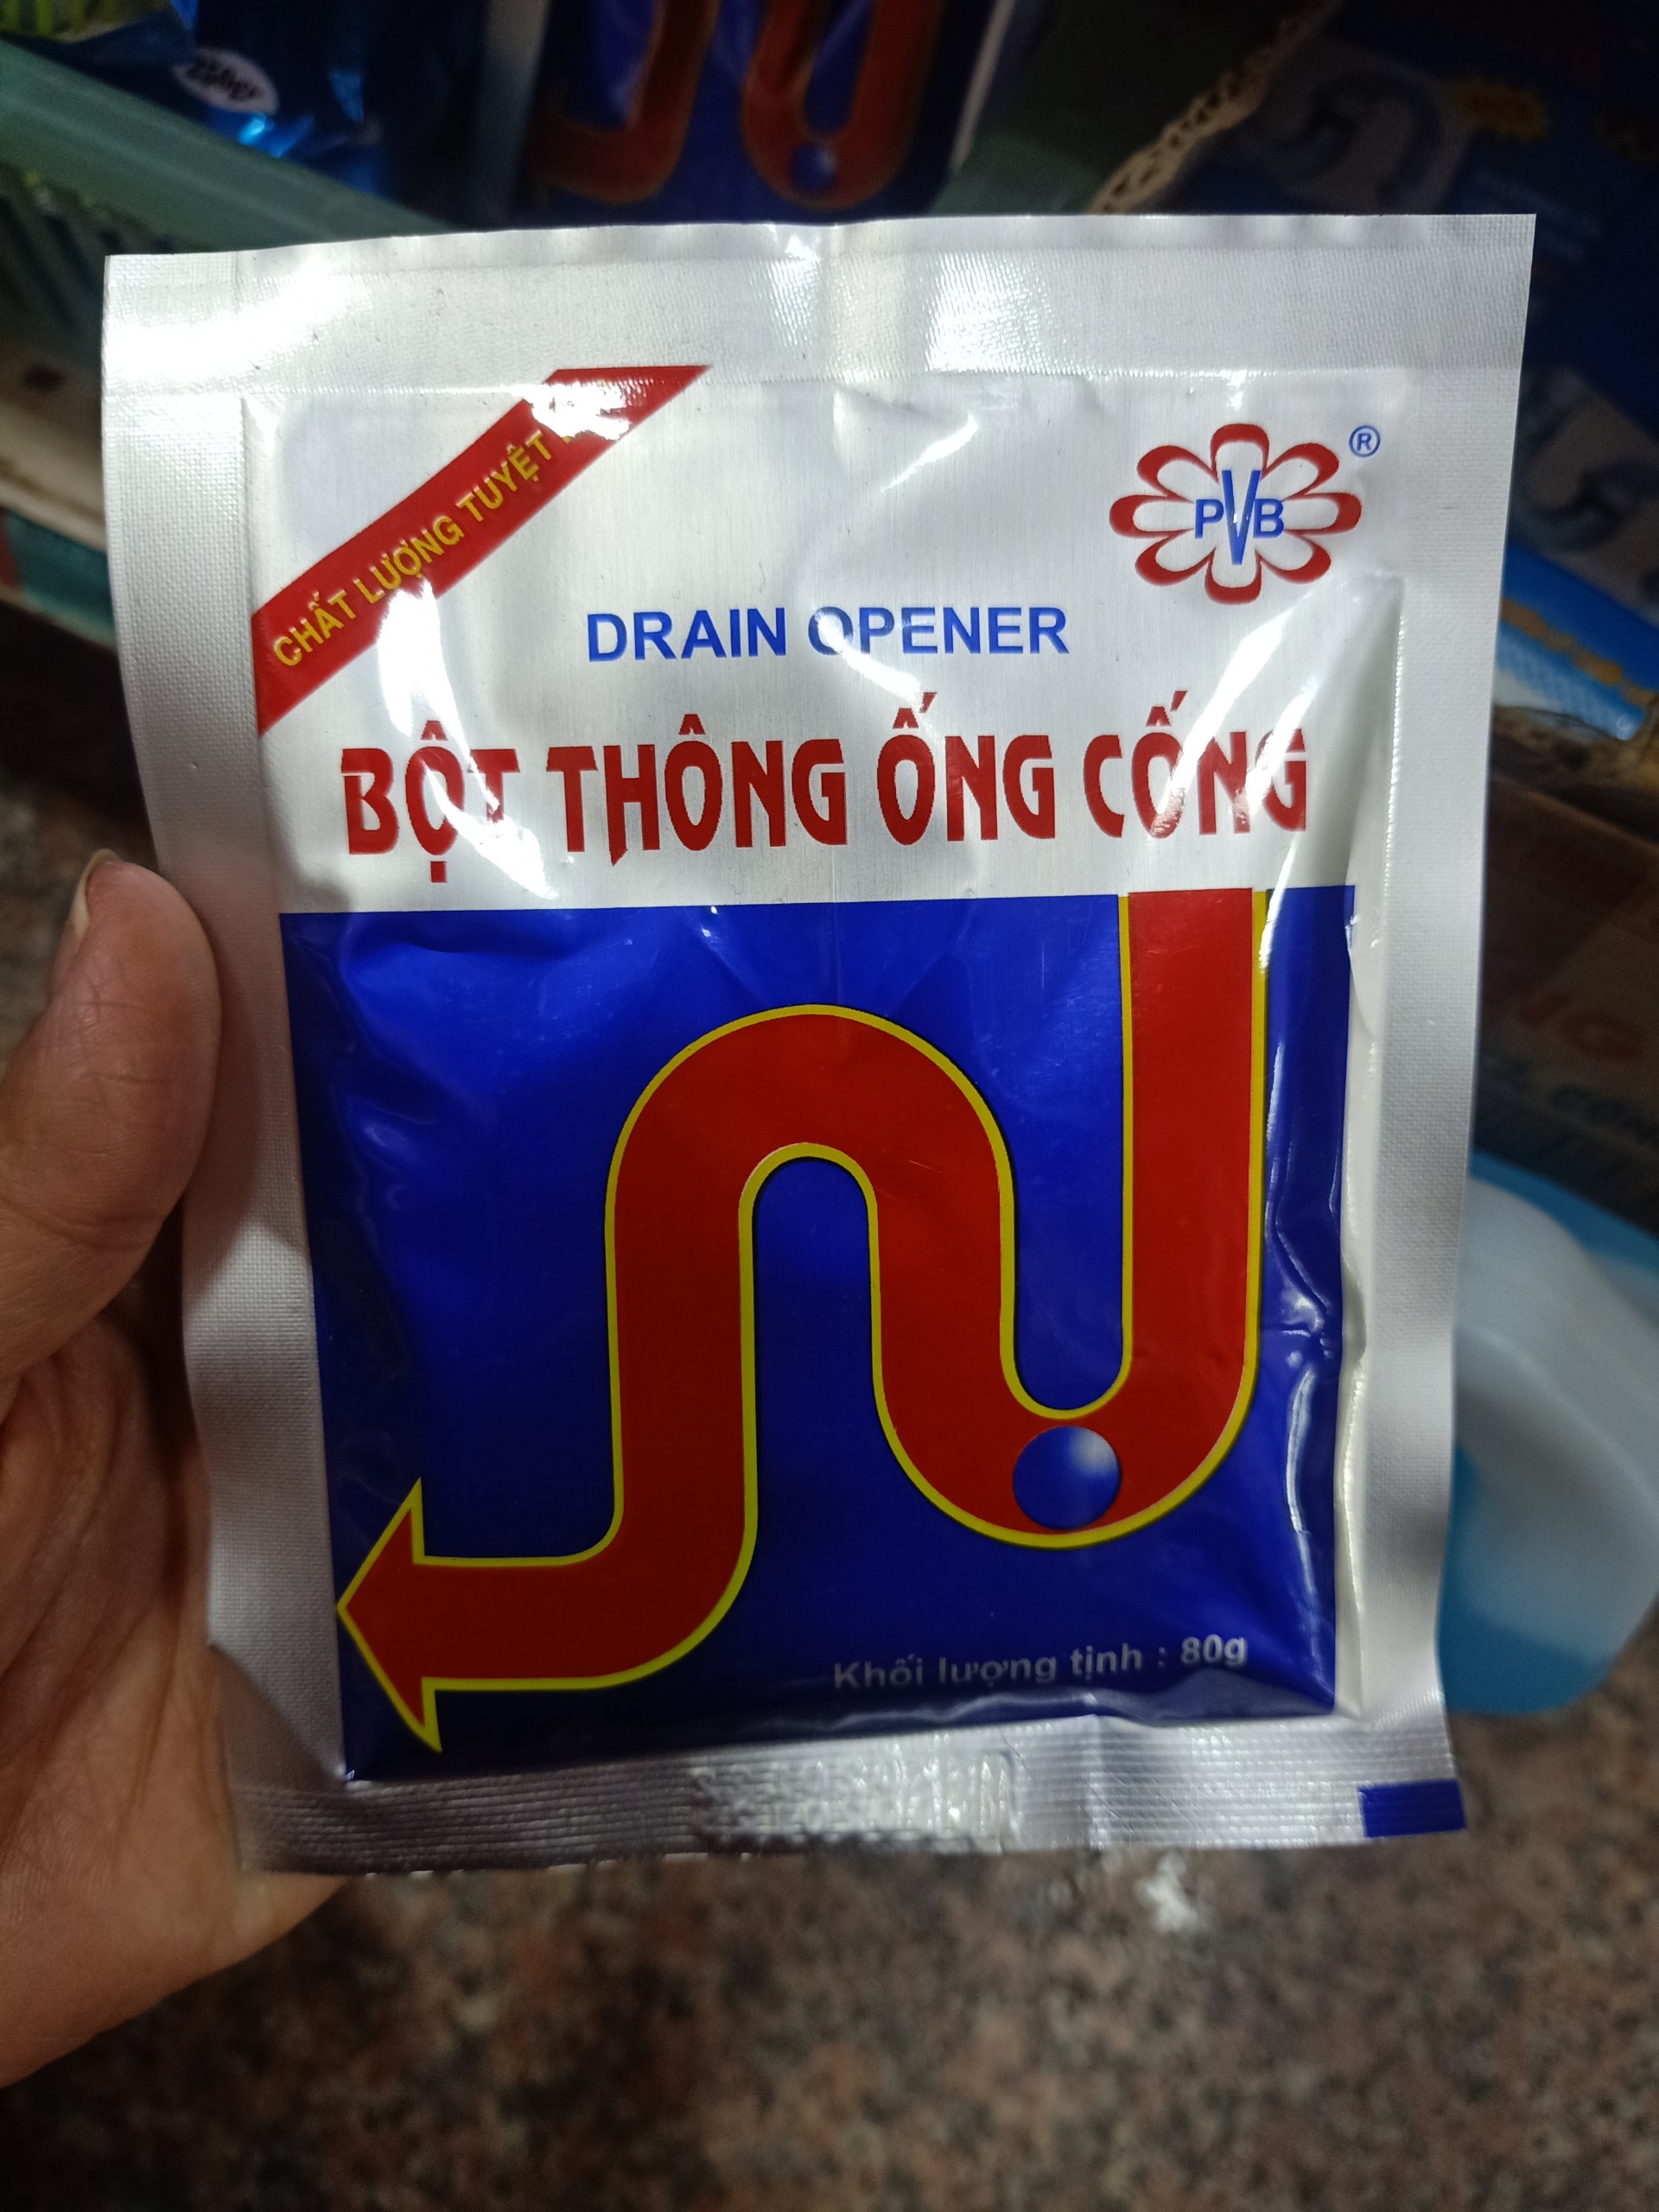 CHẤT LƯỢNG TUYỆT
PVB ®
DRAIN OPENER
BỘT THÔNG ỐNG CỐNG
Khối lượng tịnh : 80g